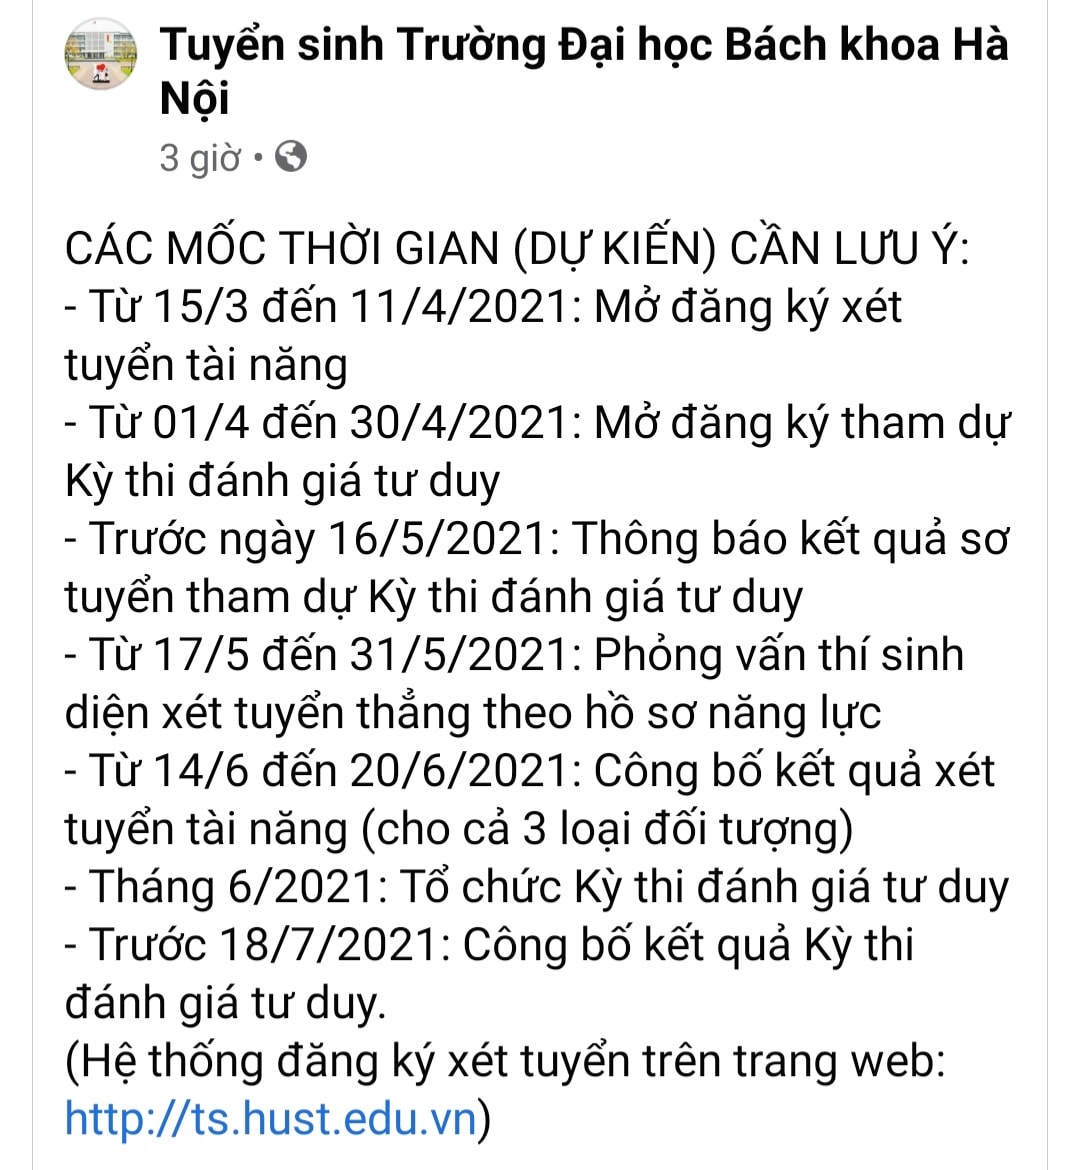 Tuyển sinh Trường Đại học Bách khoa Hà
Nội
3 giờ •
CÁC MỐC THỜI GIAN (DỰ KIẾN) CẦN LƯU Ý:
- Từ 15/3 đến 11/4/2021: Mở đăng ký xét
tuyển tài năng
- Từ 01/4 đến 30/4/2021: Mở đăng ký tham dự
Kỳ thi đánh giá tư duy
- Trước ngày 16/5/2021: Thông báo kết quả sơ
tuyển tham dự Kỳ thi đánh giá tư duy
- Từ 17/5 đến 31/5/2021: Phỏng vấn thí sinh
diện xét tuyển thẳng theo hồ sơ năng lực
- Từ 14/6 đến 20/6/2021: Công bố kết quả xét
tuyển tài năng (cho cả 3 loại đối tượng)
- Tháng 6/2021: Tổ chức Kỳ thi đánh giá tư duy
- Trước 18/7/2021: Công bố kết quả Kỳ thi
đánh giá tư duy.
(Hệ thống đăng ký xét tuyển trên trang web:
http://ts.hust.edu.vn)